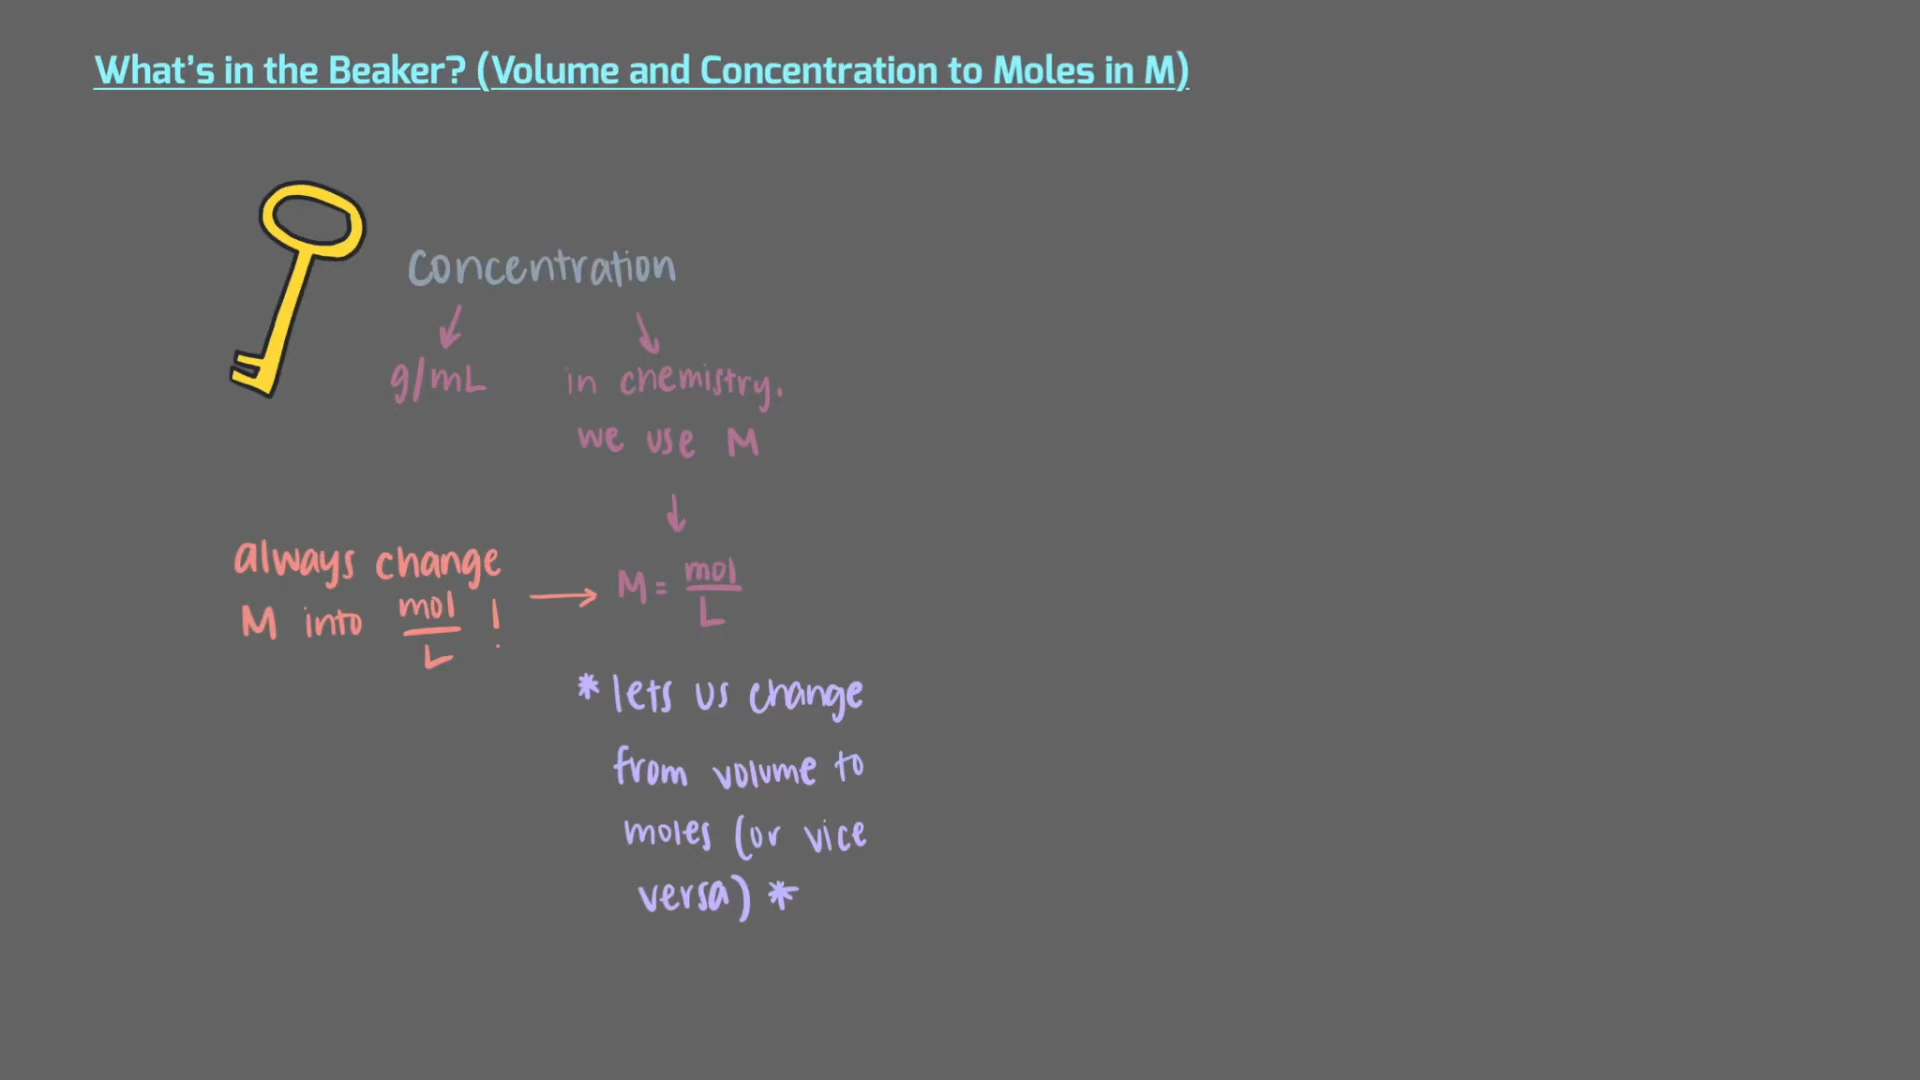 What's in the Beaker? (Volume and Concentration to Moles in M)
Concentration
g/mL
in chemistry.
we use M
M = mol/L
always change
M into mol/L !
* lets us change
from volume to
moles (or vice
versa) *